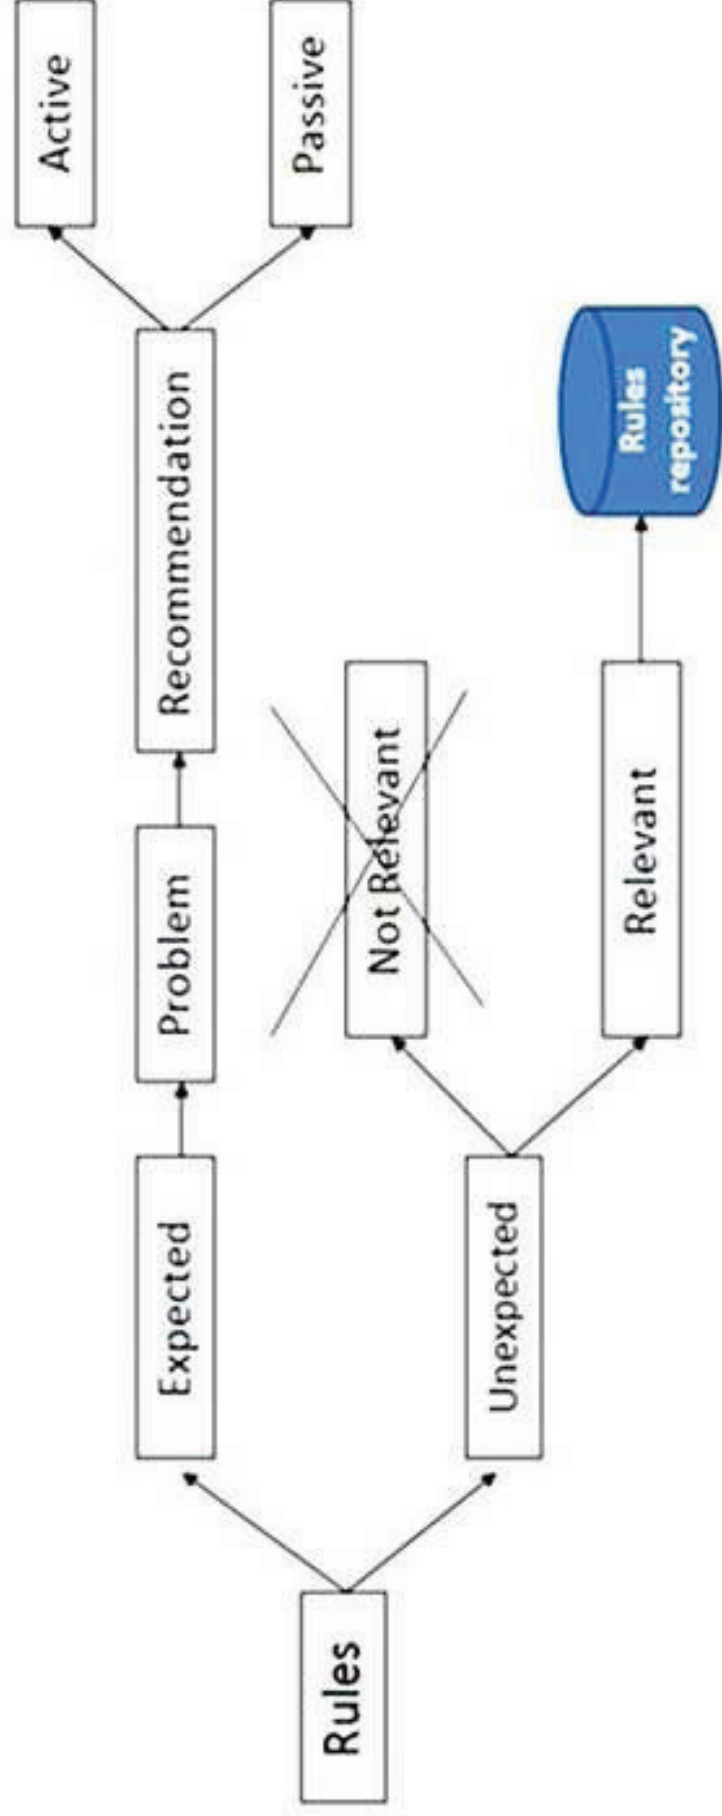 Rules
Expected
Problem
Recommendation
Active
Passive
Unexpected
Not Relevant
Relevant
Rules
repository